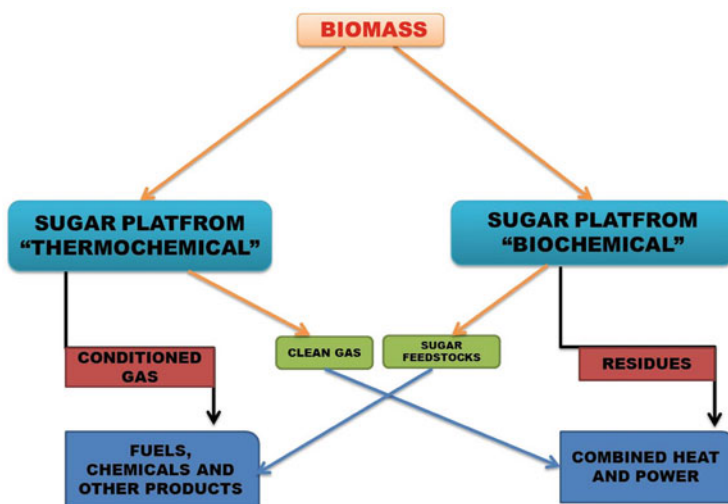 BIOMASS
SUGAR PLATFROM
“THERMOCHEMICAL”
SUGAR PLATFROM
“BIOCHEMICAL”
CONDITIONED
GAS
CLEAN GAS
SUGAR
FEEDSTOCKS
RESIDUES
FUELS,
CHEMICALS AND
OTHER PRODUCTS
COMBINED HEAT
AND POWER